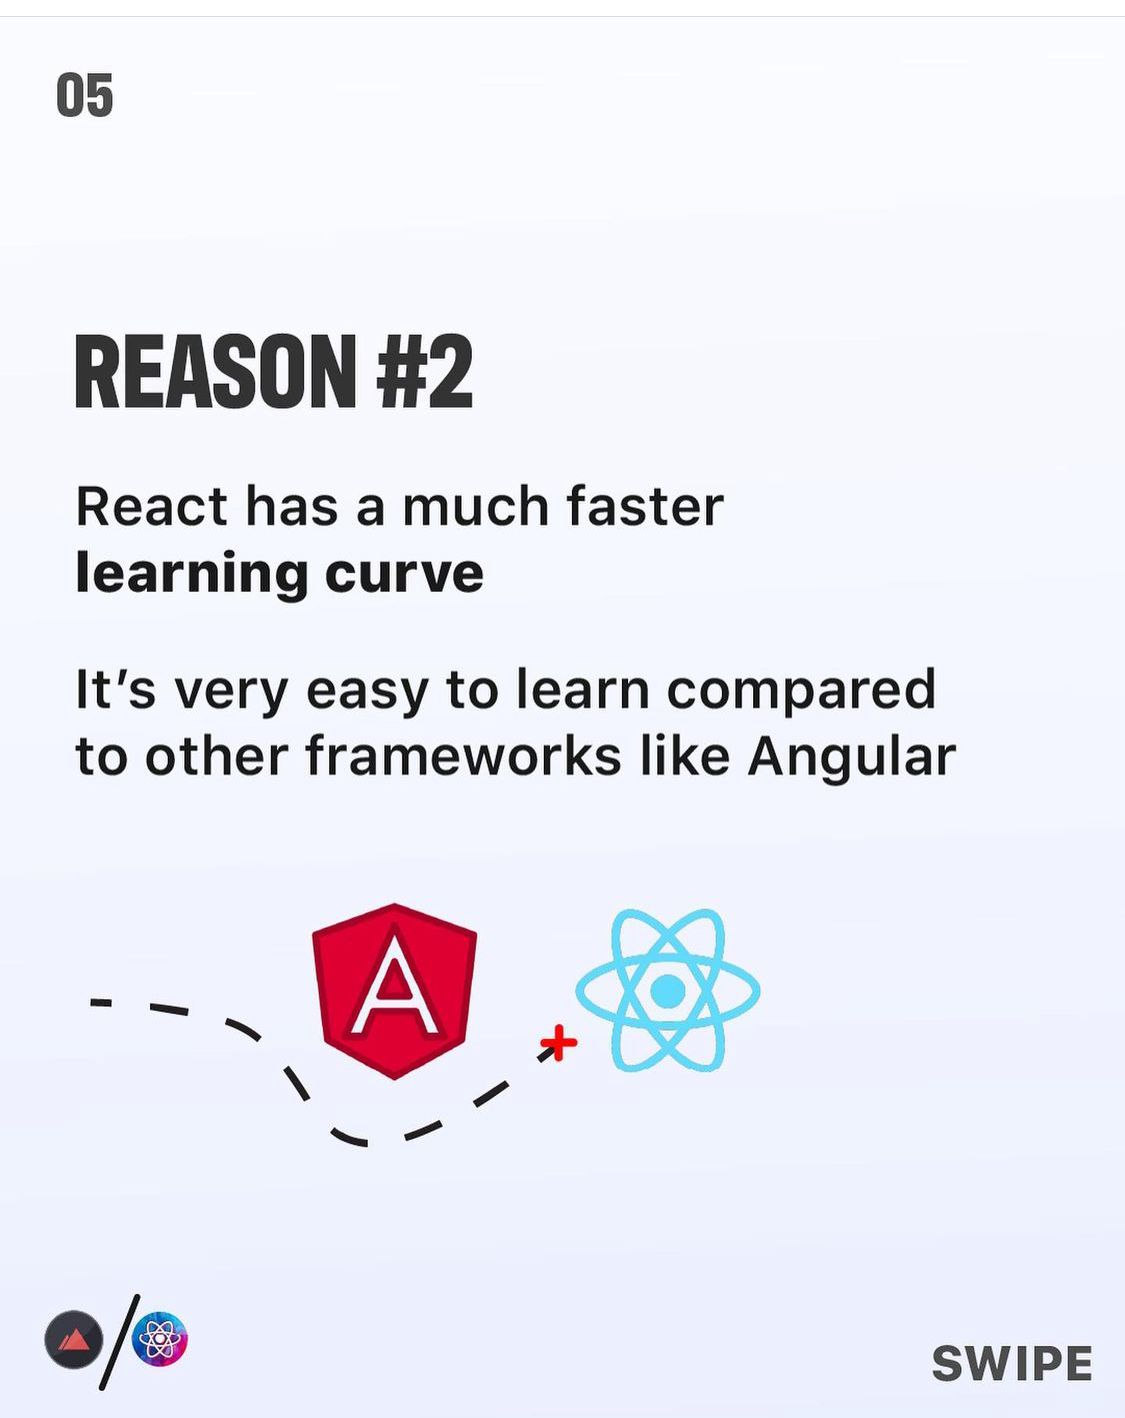 05
REASON #2
React has a much faster
learning curve
It’s very easy to learn compared
to other frameworks like Angular
A
SWIPE